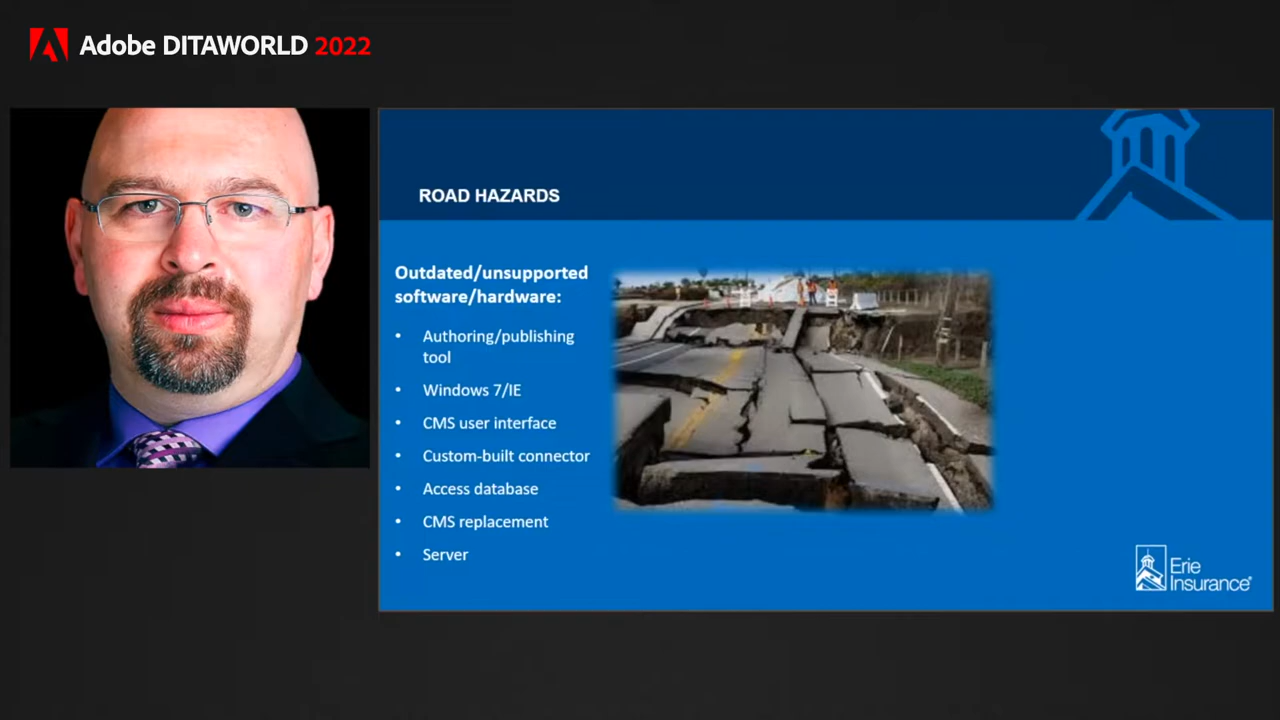 Adobe DITAWORLD 2022
ROAD HAZARDS
Outdated/unsupported
software/hardware:
• Authoring/publishing
tool
• Windows 7/IE
• CMS user interface
• Custom-built connector
• Access database
• CMS replacement
• Server
Erie
Insurance®